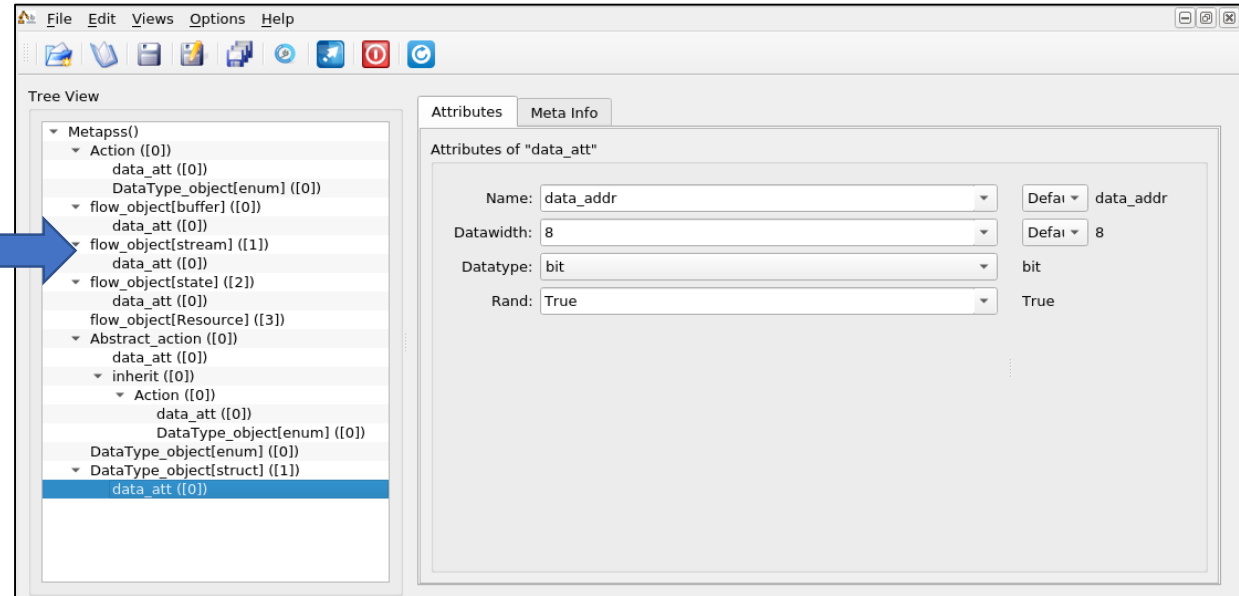 File Edit Views Options Help
Tree View
Metapss()
Action ([0])
data_att ([0])
DataType_object[enum] ([0])
flow_object[buffer] ([0])
data_att ([0])
flow_object[stream] ([1])
data_att ([0])
flow_object[state] ([2])
data_att ([0])
flow_object[Resource] ([3])
Abstract_action ([0])
data_att ([0])
inherit ([0])
Action ([0])
data_att ([0])
DataType_object[enum] ([0])
DataType_object[enum] ([0])
DataType_object[struct] ([1])
data_att ([0])
Attributes Meta Info
Attributes of "data_att"
Name: data_addr Defai data_addr
Datawidth: 8 Defai 8
Datatype: bit bit
Rand: True True